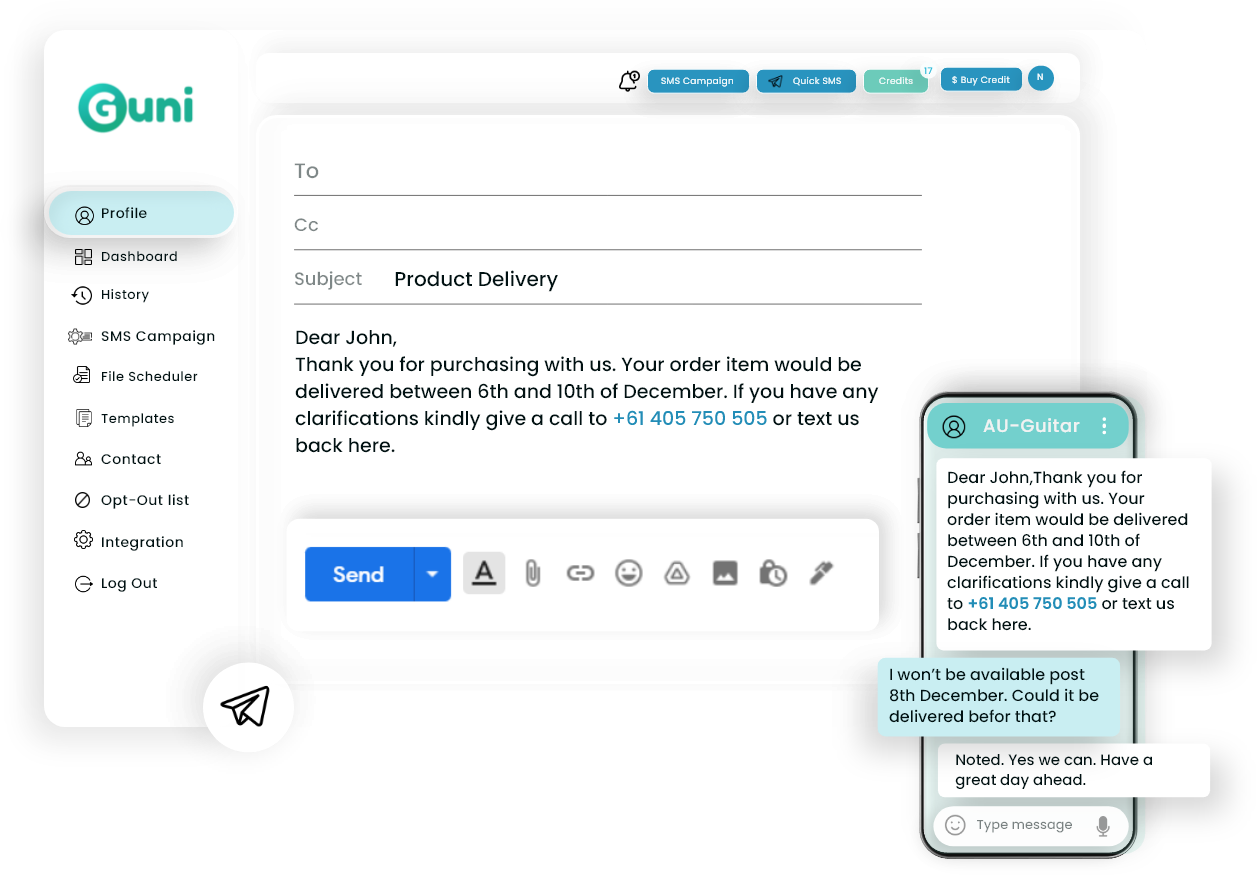 Guni
SMS Campaign
Quick SMS
Credits
17
$ Buy Credit
N
Profile
Dashboard
History
SMS Campaign
File Scheduler
Templates
Contact
Opt-Out list
Integration
Log Out
To
Cc
Subject Product Delivery
Dear John,
Thank you for purchasing with us. Your order item would be
delivered between 6th and 10th of December. If you have any
clarifications kindly give a call to +61 405 750 505 or text us
back here.
Send
A
AU-Guitar
Dear John,Thank you for
purchasing with us. Your
order item would be delivered
between 6th and 10th of
December. If you have any
clarifications kindly give a call
to +61 405 750 505 or text us
back here.
I won’t be available post
8th December. Could it be
delivered befor that?
Noted. Yes we can. Have a
great day ahead.
Type message